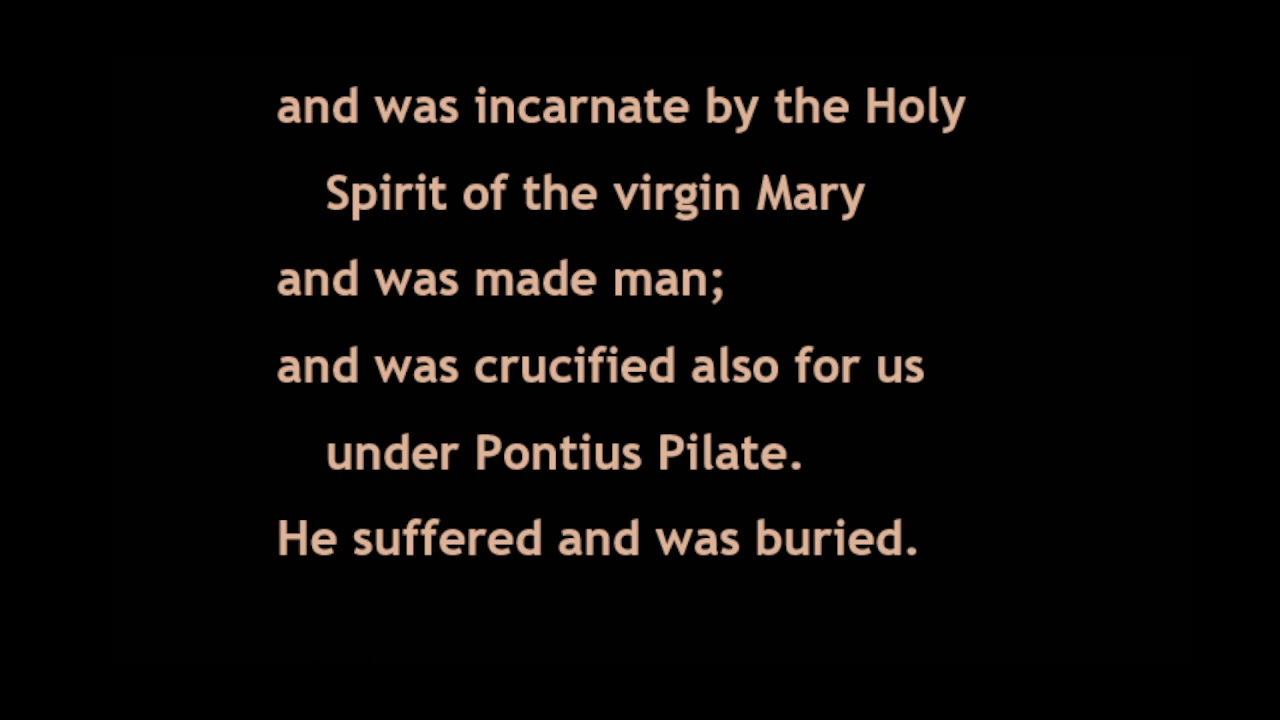 and was incarnate by the Holy
Spirit of the virgin Mary
and was made man;
and was crucified also for us
under Pontius Pilate.
He suffered and was buried.